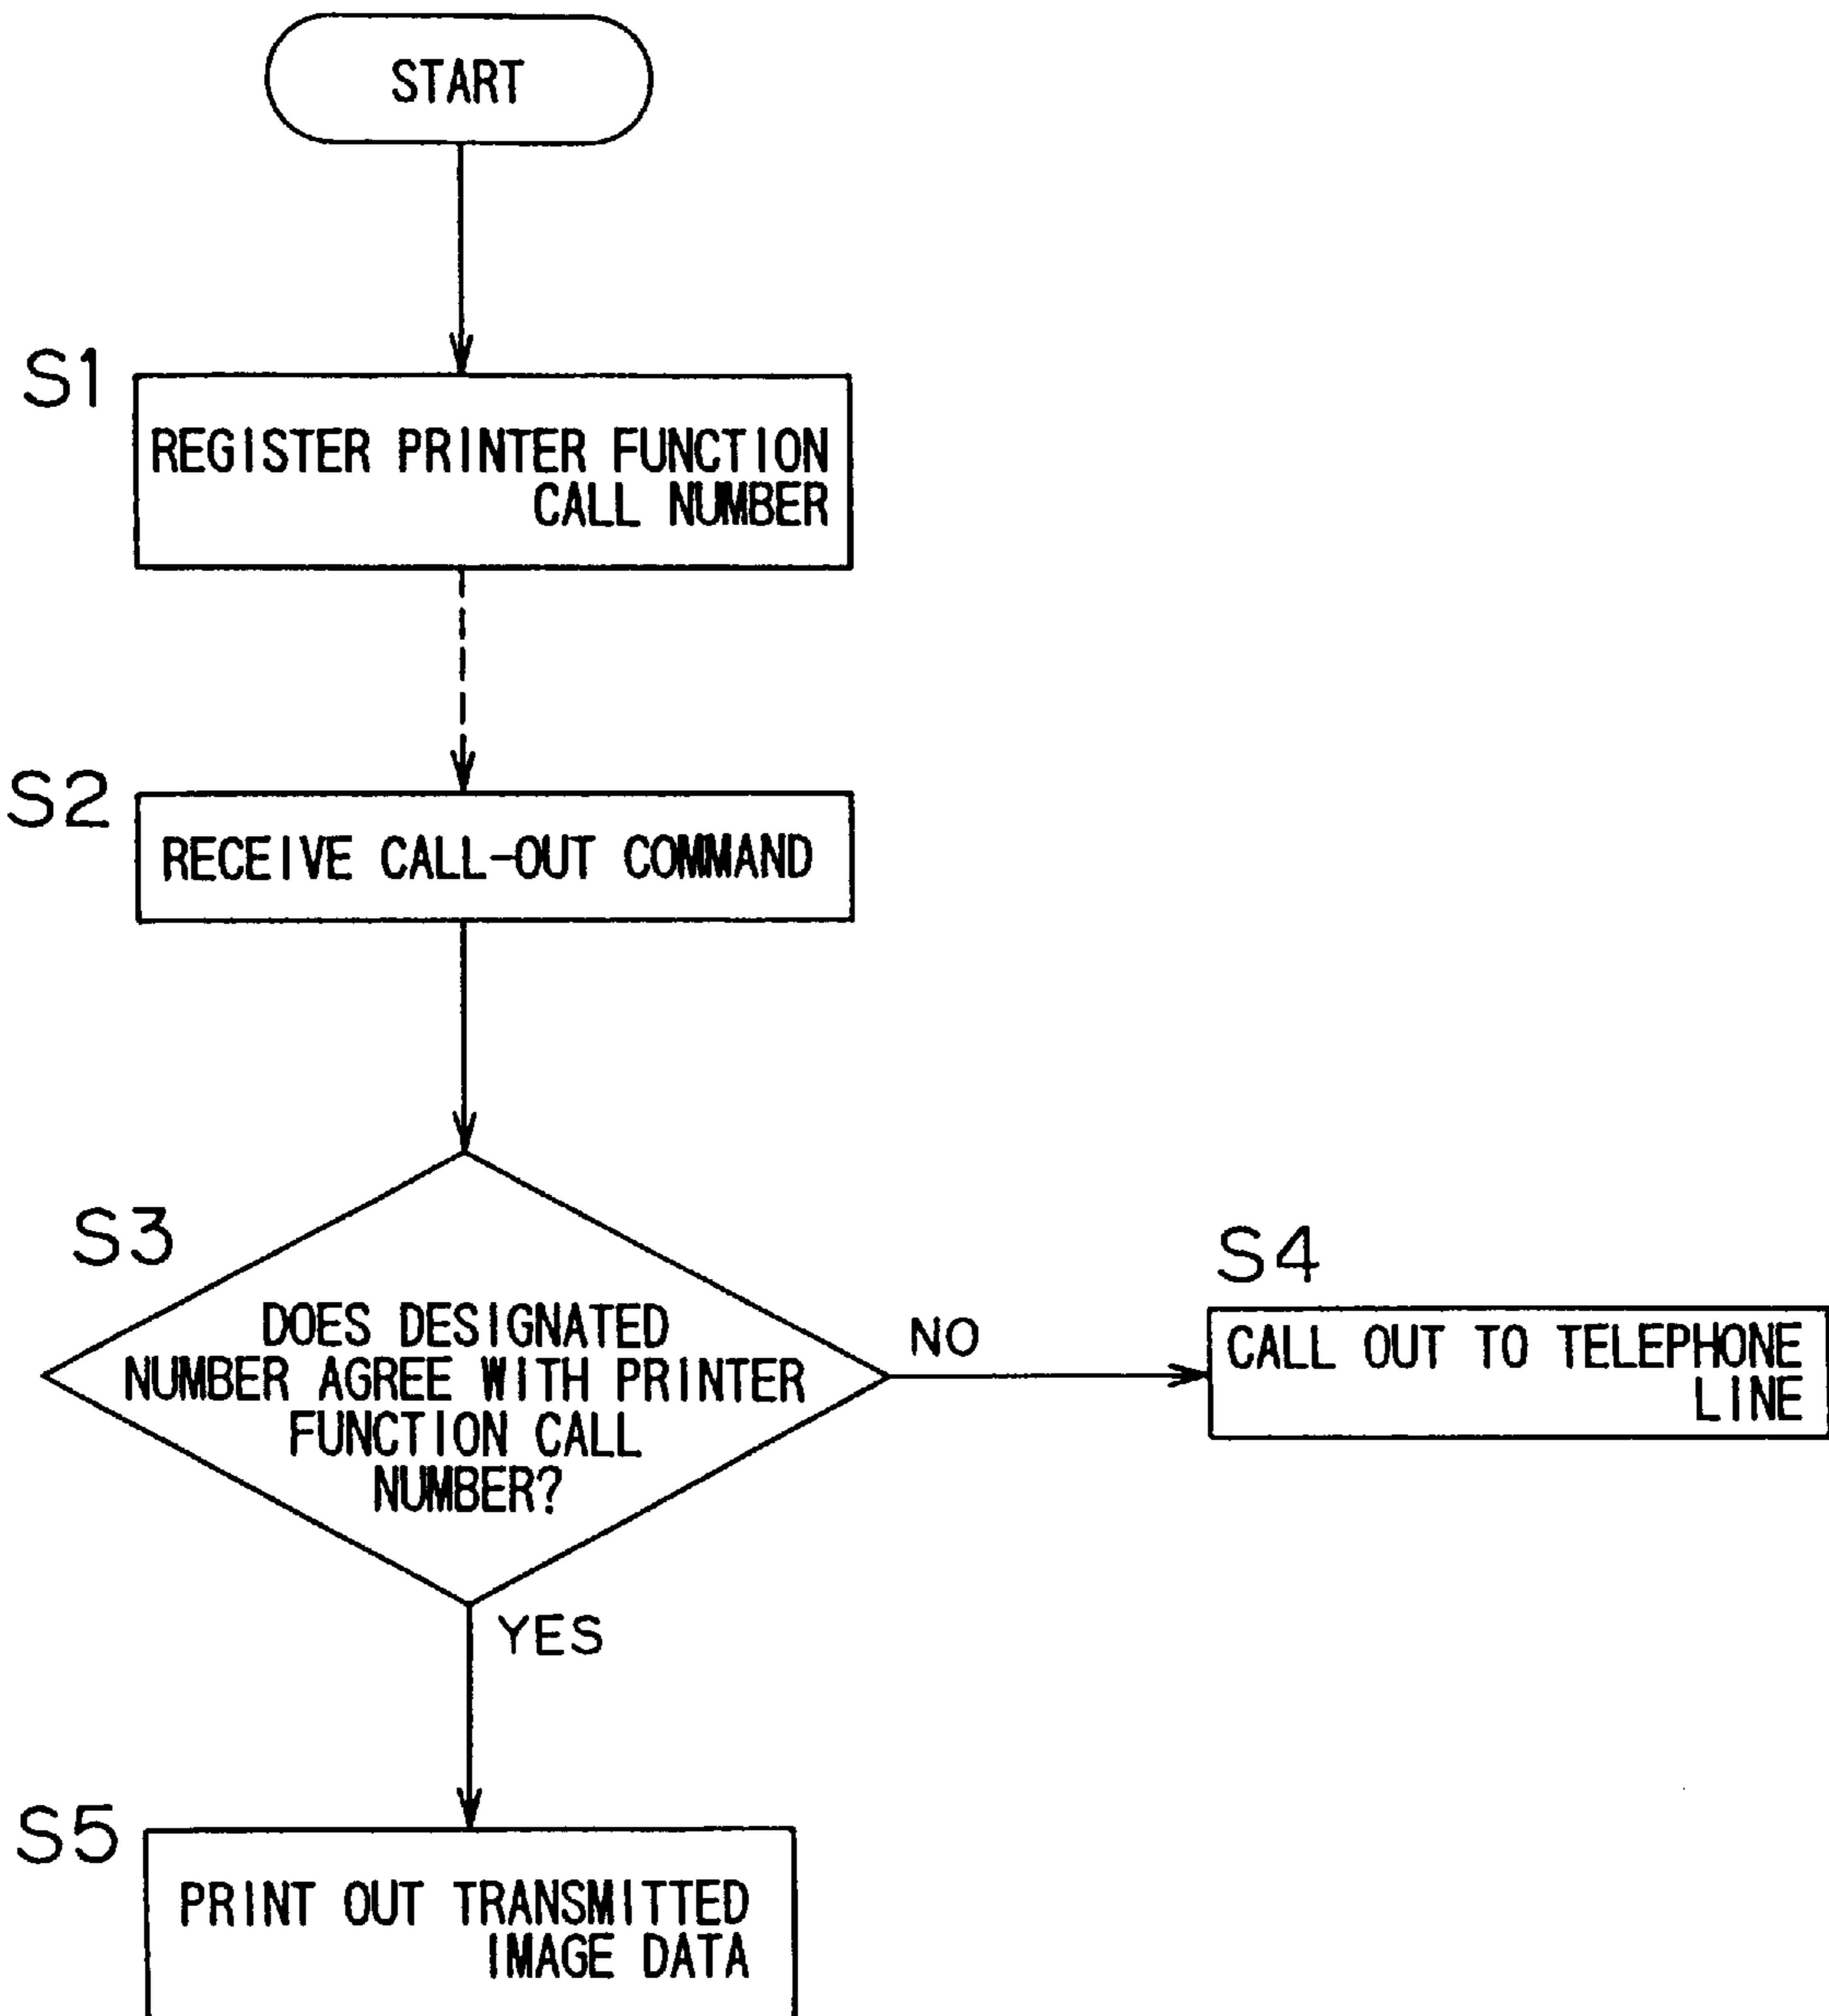 START
S1
REGISTER PRINTER FUNCTION
CALL NUMBER
S2
RECEIVE CALL-OUT COMMAND
S3
DOES DESIGNATED
NUMBER AGREE WITH PRINTER
FUNCTION CALL
NUMBER?
NO
S4
CALL OUT TO TELEPHONE
LINE
YES
S5
PRINT OUT TRANSMITTED
IMAGE DATA